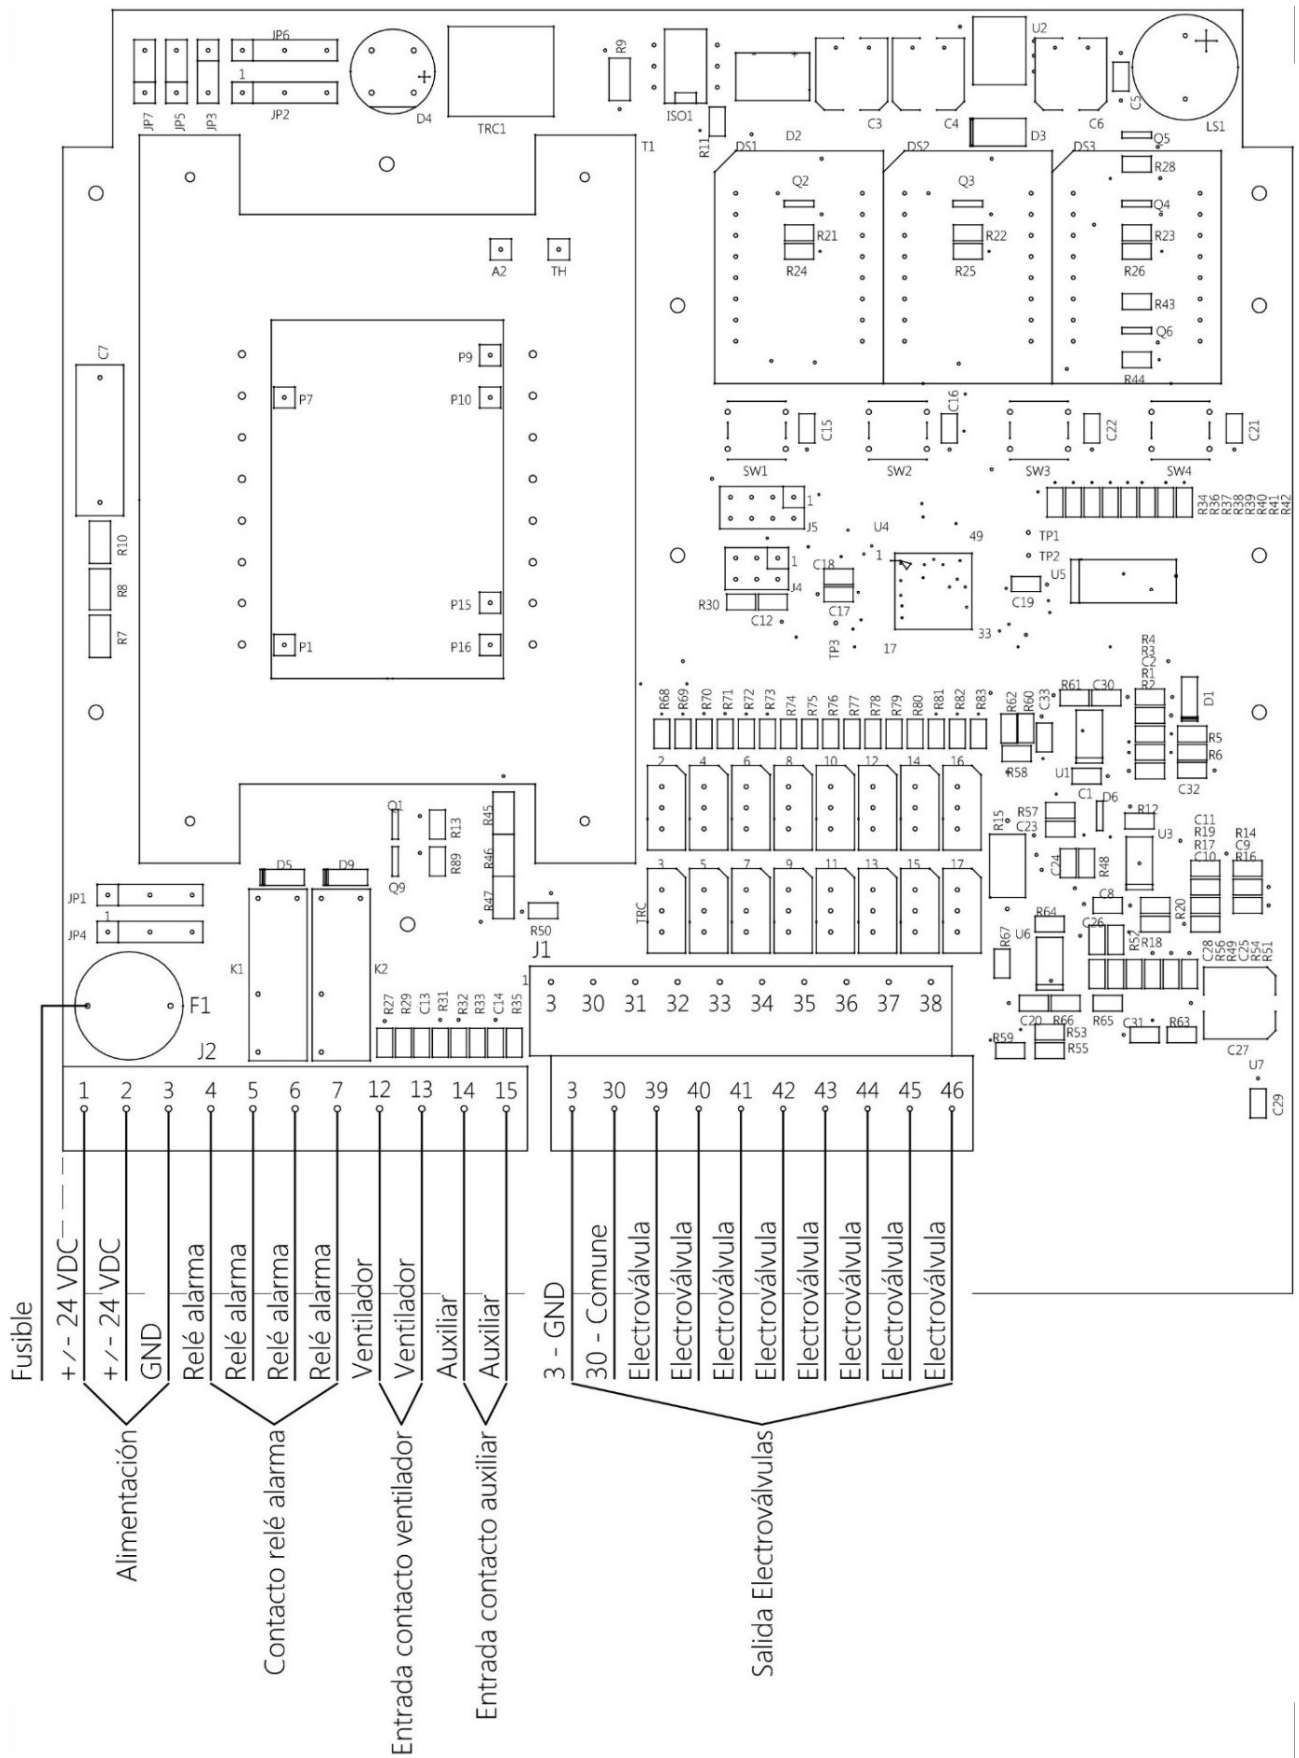 JP7
JP5
JP3
JP6
1
JP2
D4
TRC1
R9
ISO1
R11
T1
D2
C3
C4
U2
D3
C6
C5
LS1
DS1
DS2
DS3
Q5
R28
Q2
Q3
Q4
R21
R22
R23
R24
R25
R26
R43
Q6
R44
A2
TH
C7
P9
P7
P10
P15
P1
P16
R10
R8
R7
SW1
C15
SW2
C16
SW3
C22
SW4
C21
1
J5
1
J4
R30
C12
C18
C17
TP3
U4
1
49
17
33
TP1
TP2
C19
U5
R34
R36
R37
R38
R39
R40
R41
R42
R68
R69
R70
R71
R72
R73
R74
R75
R76
R77
R78
R79
R80
R81
R82
R83
R62
R60
C33
R58
R61
C30
U1
C1
R4
R3
C2
R1
R2
D1
R5
R6
C32
2
4
6
8
10
12
14
16
3
5
7
9
11
13
15
17
TRC
R15
R57
C23
D6
R12
U3
C24
R48
C8
C11
R19
R17
C10
R14
C9
R16
R64
U6
R67
C26
R52
R18
R20
C28
R56
R49
C25
R54
R51
C20
R66
R65
R53
R55
R59
C31
R63
C27
U7
C29
Q1
R13
Q9
R89
R45
R46
R47
R50
D5
D9
K1
K2
JP1
1
JP4
F1
J2
R27
R29
C13
R31
R32
R33
C14
R35
J1
1
3 30 31 32 33 34 35 36 37 38
1 2 3 4 5 6 7 12 13 14 15
3 30 39 40 41 42 43 44 45 46
Fusible
+/- 24 VDC
+/- 24 VDC
GND
Relé alarma
Relé alarma
Relé alarma
Relé alarma
Ventilador
Ventilador
Auxiliar
Auxiliar
3 - GND
30 - Comune
Electroválvula
Electroválvula
Electroválvula
Electroválvula
Electroválvula
Electroválvula
Electroválvula
Electroválvula
Alimentación
Contacto relé alarma
Entrada contacto ventilador
Entrada contacto auxiliar
Salida Electroválvulas